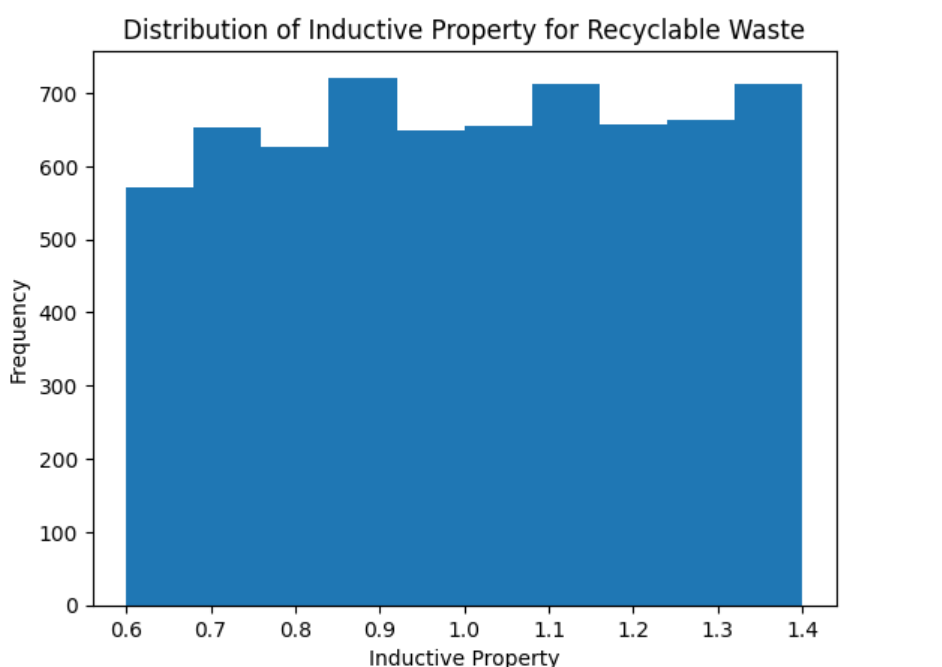 Distribution of Inductive Property for Recyclable Waste
700
600
500
400
300
200
100
0
Frequency
0.6 0.7 0.8 0.9 1.0 1.1 1.2 1.3 1.4
Inductive Property